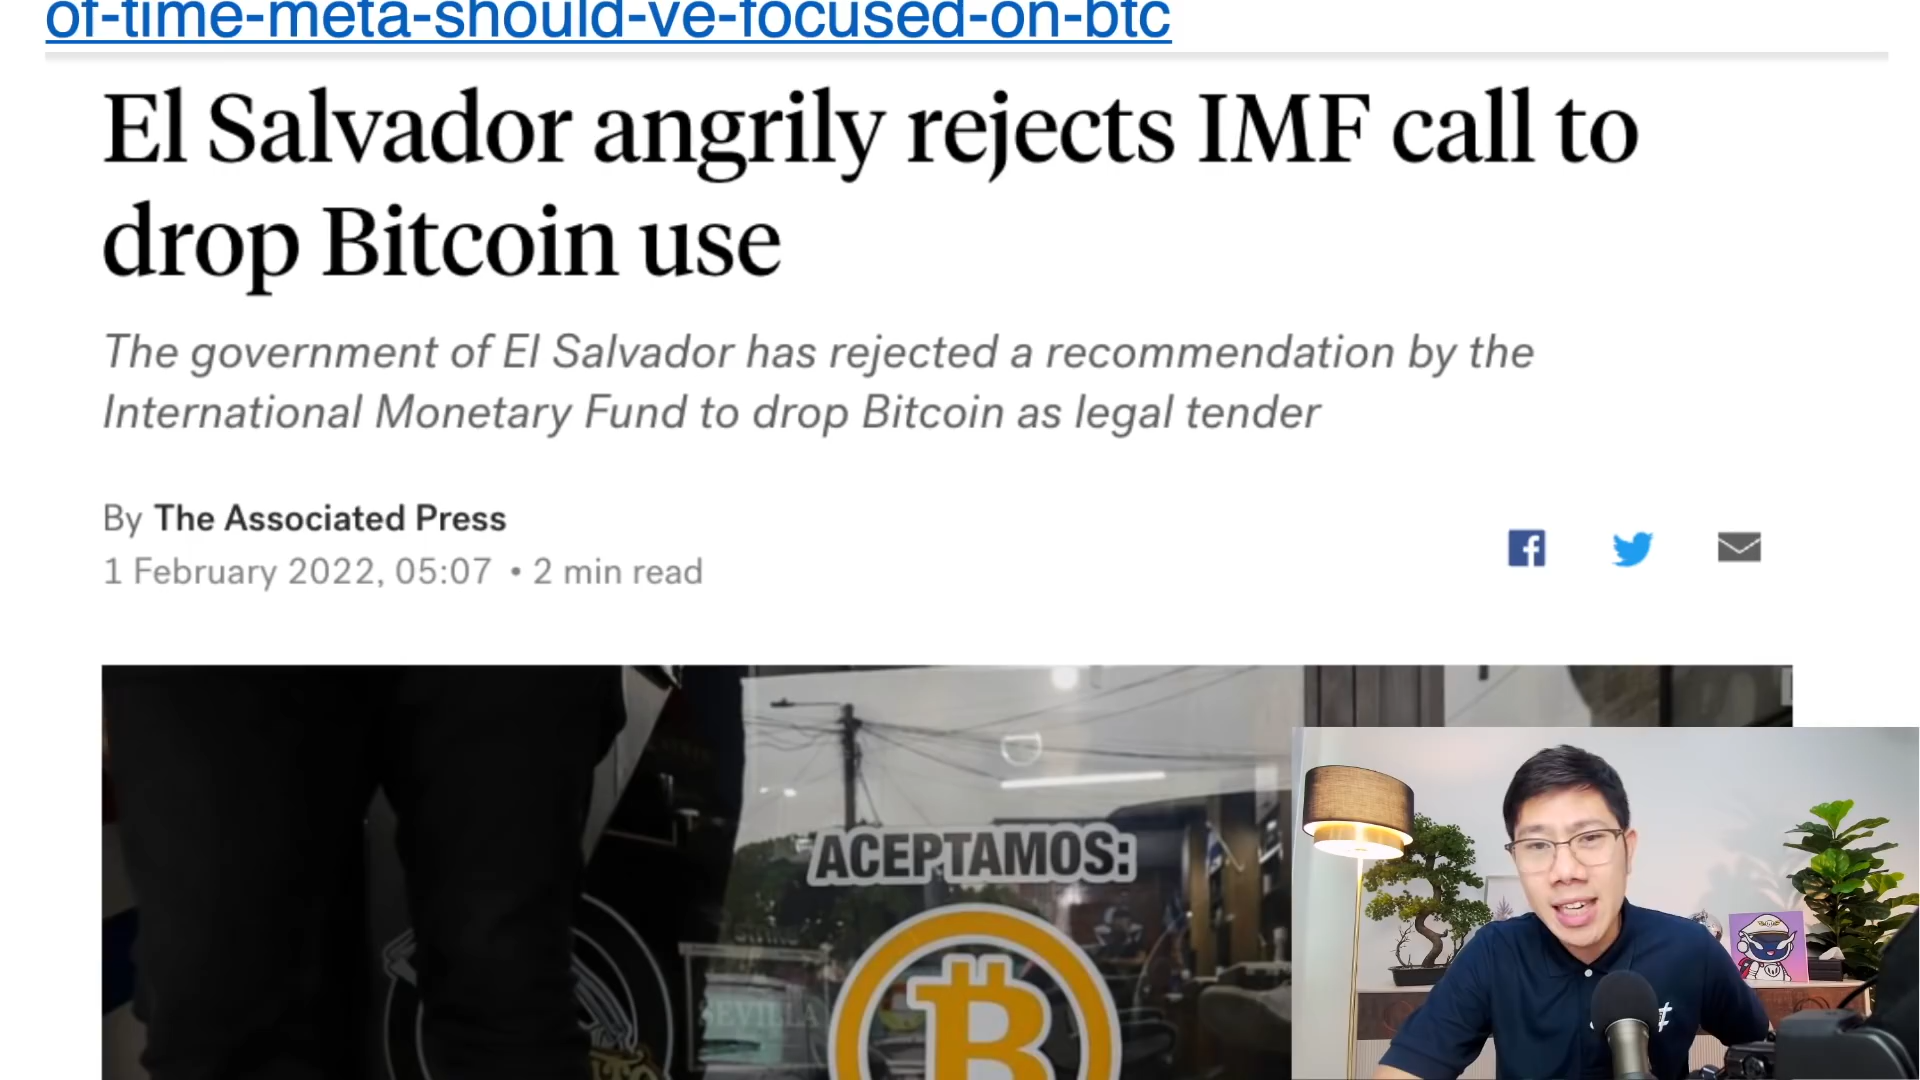 of-time-meta-should-ve-focused-on-btc
El Salvador angrily rejects IMF call to
drop Bitcoin use
The government of El Salvador has rejected a recommendation by the
International Monetary Fund to drop Bitcoin as legal tender
By The Associated Press
1 February 2022, 05:07 • 2 min read
ACEPTAMOS:
SEVILLA